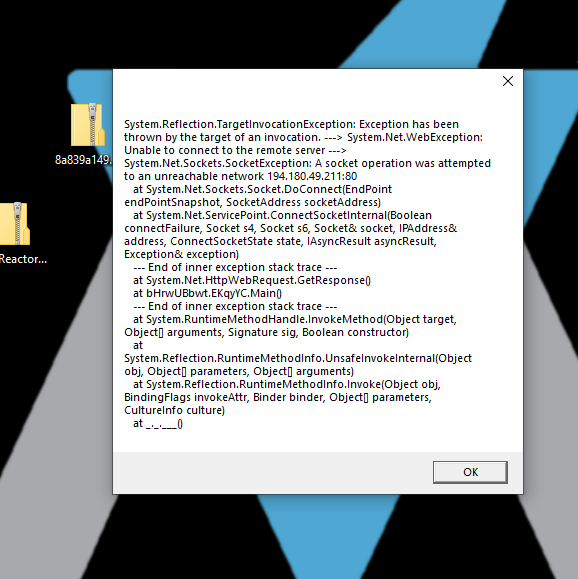 System.Reflection.TargetInvocationException: Exception has been
thrown by the target of an invocation. ---> System.Net.WebException:
Unable to connect to the remote server --->
System.Net.Sockets.SocketException: A socket operation was attempted
to an unreachable network 194.180.49.211:80
at System.Net.Sockets.Socket.DoConnect(EndPoint
endPointSnapshot, SocketAddress socketAddress)
at System.Net.ServicePoint.ConnectSocketInternal(Boolean
connectFailure, Socket s4, Socket s6, Socket& socket, IPAddress&
address, ConnectSocketState state, IAsyncResult asyncResult,
Exception& exception)
--- End of inner exception stack trace ---
at System.Net.HttpWebRequest.GetResponse()
at bHrwUBbwt.EKqyYC.Main()
--- End of inner exception stack trace ---
at System.RuntimeMethodHandle.InvokeMethod(Object target,
Object[] arguments, Signature sig, Boolean constructor)
at
System.Reflection.RuntimeMethodInfo.UnsafeInvokeInternal(Object
obj, Object[] parameters, Object[] arguments)
at System.Reflection.RuntimeMethodInfo.Invoke(Object obj,
BindingFlags invokeAttr, Binder binder, Object[] parameters,
CultureInfo culture)
at _._.___()
OK
8a839a149.
Reactor...